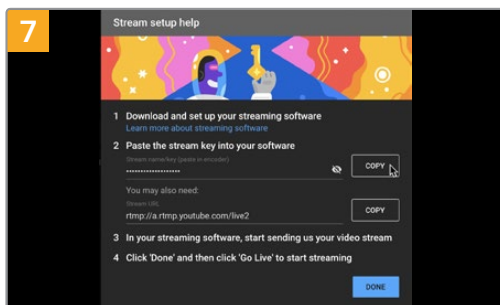 7
Stream setup help
1 Download and set up your streaming software
Learn more about streaming software
2 Paste the stream key into your software
Stream name/key (paste in encoder)
••••••••••••••••••••
COPY
You may also need:
Stream URL
rtmp://a.rtmp.youtube.com/live2
COPY
3 In your streaming software, start sending us your video stream
4 Click 'Done' and then click 'Go Live' to start streaming
DONE